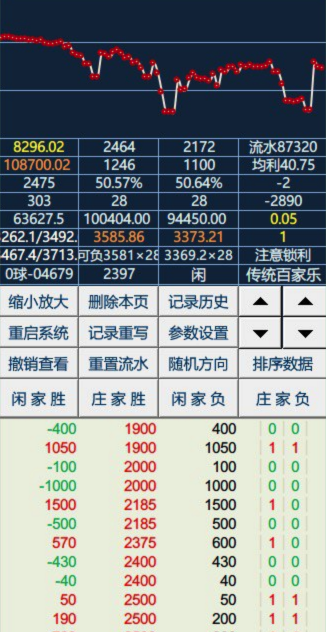 8296.02 2464 2172 流水87320
108700.02 1246 1100 均利40.75
2475 50.57% 50.64% -2
303 28 28 -2890
63627.5 100404.00 94450.00 0.05
262.1/3492. 3585.86 3373.21 1
467.4/3713. 可负3581×28 3369.2×28 注意锁利
0球-04679 2397 闲 传统百家乐
缩小放大 删除本页 记录历史
重启系统 记录重写 参数设置
撤销查看 重置流水 随机方向 排序数据
闲家胜 庄家胜 闲家负 庄家负
-400 1900 400 0 0
1050 1900 1050 1 1
-100 2000 100 0 0
-1000 2000 1000 0 0
1500 2185 1500 1 0
-500 2185 500 0 0
570 2375 600 1 0
-430 2400 430 0 0
-40 2400 40 0 0
50 2500 50 1 1
190 2500 200 1 1